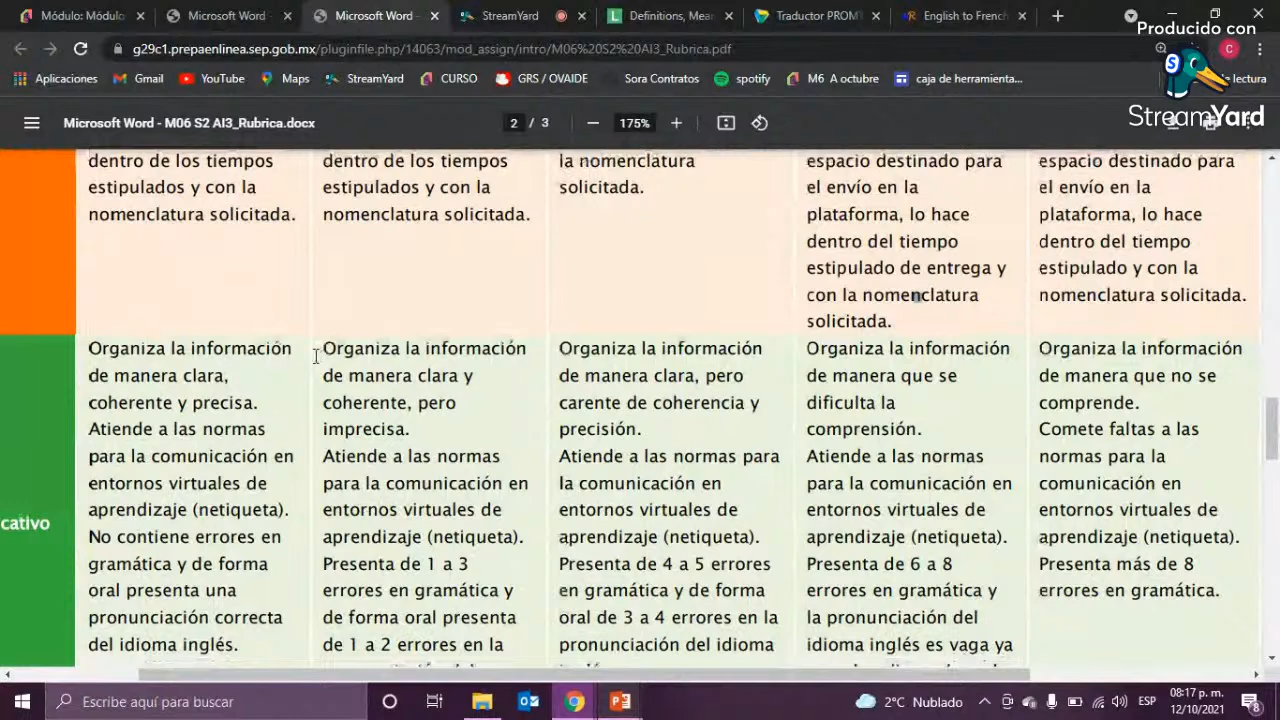 Módulo: Módulo
Microsoft Word -
Microsoft Word -
StreamYard
Definitions, Mea
Traductor PROM
English to French
Producido con
g29c1.prepaenlinea.sep.gob.mx/pluginfile.php/14063/mod_assign/intro/M06%20S2%20AI3_Rubrica.pdf
C
Aplicaciones
Gmail
YouTube
Maps
StreamYard
CURSO
GRS / OVAIDE
Sora Contratos
spotify
M6 A octubre
caja de herramienta...
de lectura
StreamYard
Microsoft Word - M06 S2 AI3_Rubrica.docx
2 / 3
175%
dentro de los tiempos
estipulados y con la
nomenclatura solicitada.
dentro de los tiempos
estipulados y con la
nomenclatura solicitada.
la nomenclatura
solicitada.
espacio destinado para
el envío en la
plataforma, lo hace
dentro del tiempo
estipulado de entrega y
con la nomenclatura
solicitada.
espacio destinado para
el envío en la
plataforma, lo hace
dentro del tiempo
estipulado y con la
nomenclatura solicitada.
cativo
Organiza la información
de manera clara,
coherente y precisa.
Atiende a las normas
para la comunicación en
entornos virtuales de
aprendizaje (netiqueta).
No contiene errores en
gramática y de forma
oral presenta una
pronunciación correcta
del idioma inglés.
Organiza la información
de manera clara y
coherente, pero
imprecisa.
Atiende a las normas
para la comunicación en
entornos virtuales de
aprendizaje (netiqueta).
Presenta de 1 a 3
errores en gramática y
de forma oral presenta
de 1 a 2 errores en la
Organiza la información
de manera clara, pero
carente de coherencia y
precisión.
Atiende a las normas para
la comunicación en
entornos virtuales de
aprendizaje (netiqueta).
Presenta de 4 a 5 errores
en gramática y de forma
oral de 3 a 4 errores en la
pronunciación del idioma
Organiza la información
de manera que se
dificulta la
comprensión.
Atiende a las normas
para la comunicación en
entornos virtuales de
aprendizaje (netiqueta).
Presenta de 6 a 8
errores en gramática y
la pronunciación del
idioma inglés es vaga ya
Organiza la información
de manera que no se
comprende.
Comete faltas a las
normas para la
comunicación en
entornos virtuales de
aprendizaje (netiqueta).
Presenta más de 8
errores en gramática.
Escribe aquí para buscar
2°C Nublado
ESP
08:17 p. m.
12/10/2021
8